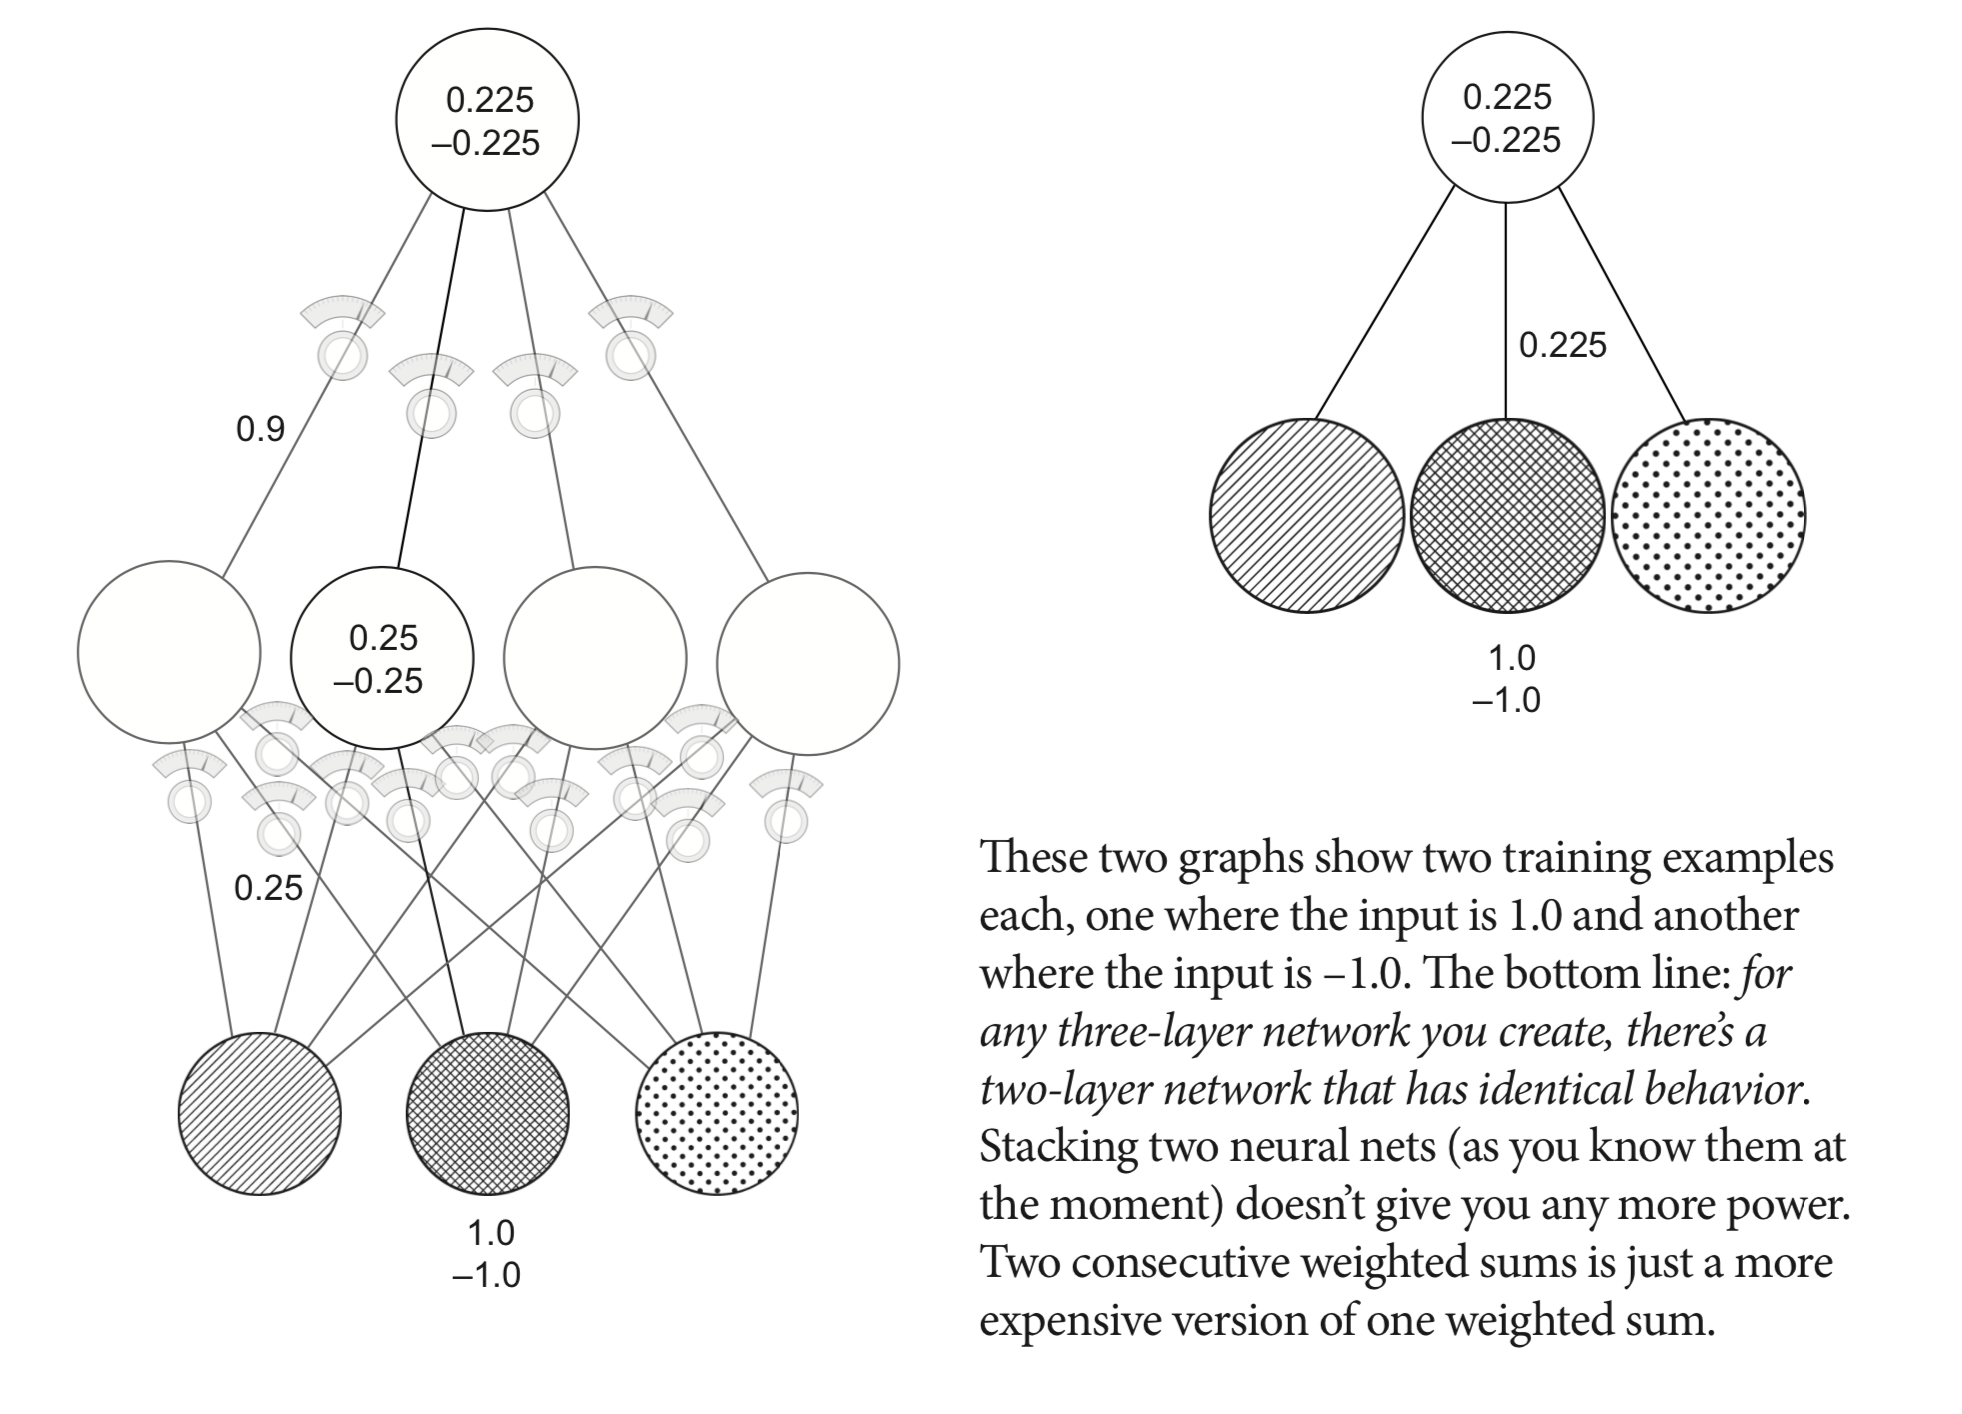 0.225
–0.225
0.9
0.25
–0.25
0.25
1.0
–1.0
0.225
–0.225
0.225
1.0
–1.0
These two graphs show two training examples
each, one where the input is 1.0 and another
where the input is –1.0. The bottom line: for
any three-layer network you create, there’s a
two-layer network that has identical behavior.
Stacking two neural nets (as you know them at
the moment) doesn’t give you any more power.
Two consecutive weighted sums is just a more
expensive version of one weighted sum.